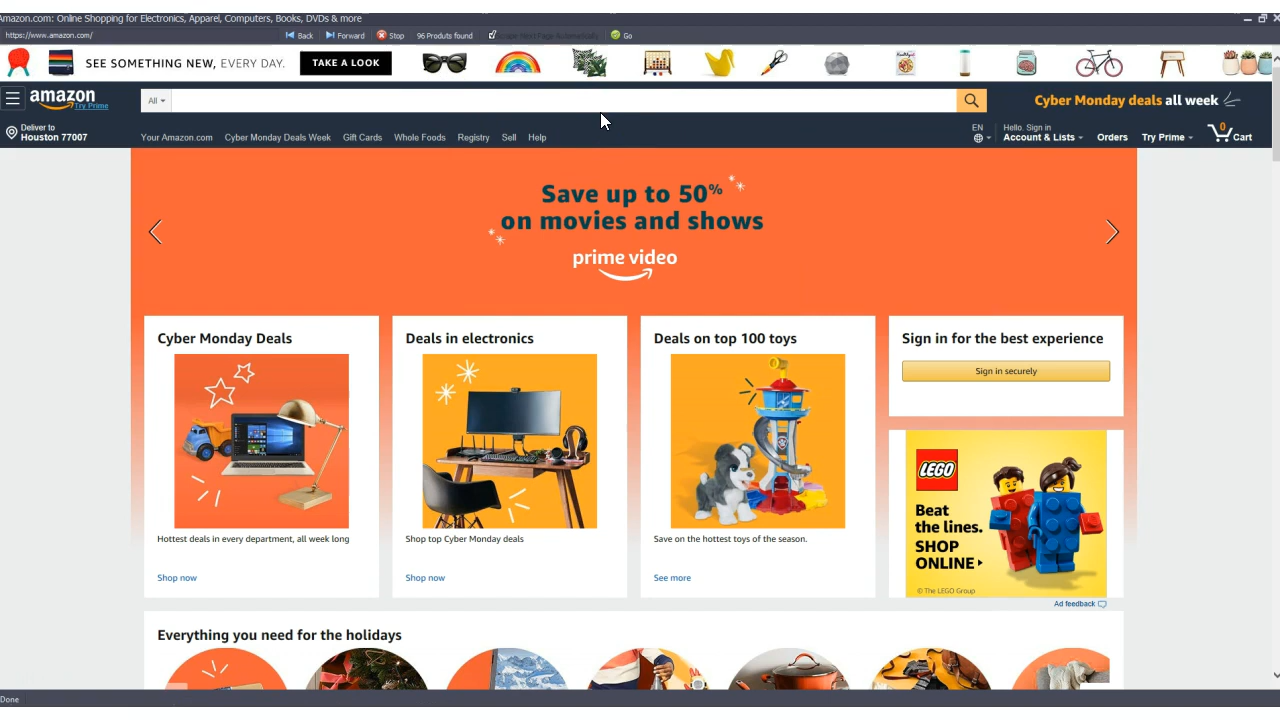 Amazon.com: Online Shopping for Electronics, Apparel, Computers, Books, DVDs & more
https://www.amazon.com/ Back Forward Stop 96 Produts found Go
SEE SOMETHING NEW, EVERY DAY. TAKE A LOOK
amazon
Try Prime
All
Cyber Monday deals all week
Deliver to
Houston 77007
Your Amazon.com Cyber Monday Deals Week Gift Cards Whole Foods Registry Sell Help
EN
Hello, Sign in
Account & Lists
Orders
Try Prime
0
Cart
Save up to 50%
on movies and shows
prime video
Cyber Monday Deals
Hottest deals in every department, all week long
Shop now
Deals in electronics
Shop top Cyber Monday deals
Shop now
Deals on top 100 toys
Save on the hottest toys of the season.
See more
Sign in for the best experience
Sign in securely
LEGO
Beat
the lines.
SHOP
ONLINE
© The LEGO Group
Ad feedback
Everything you need for the holidays
Done